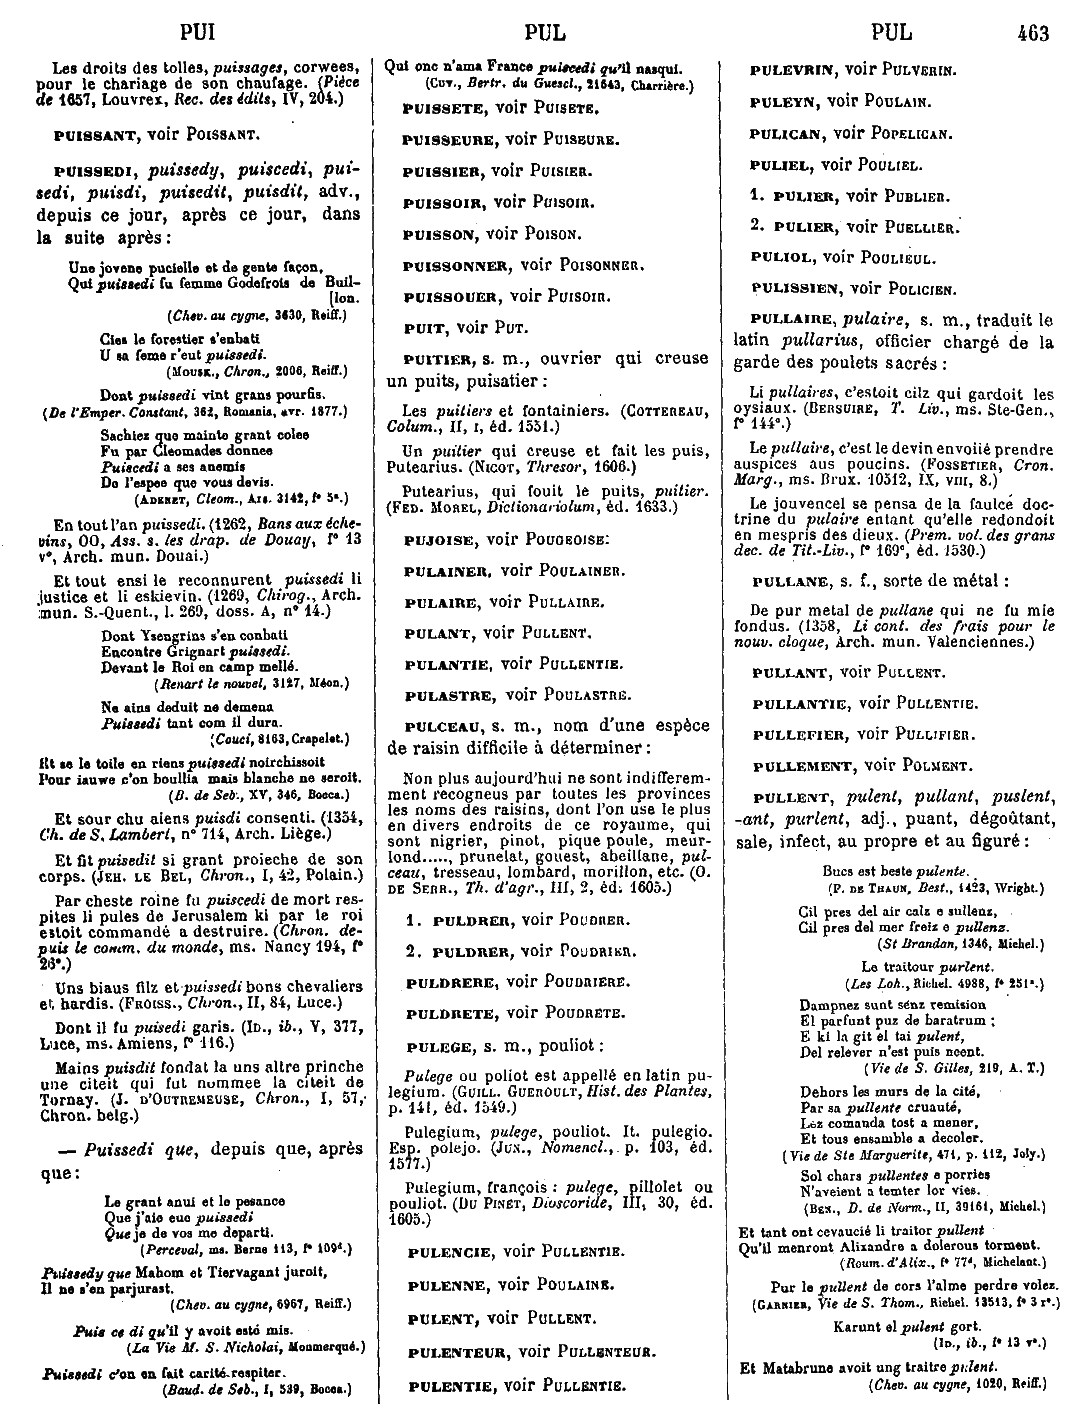 PUI
PUL
PUL
463
Les droits des tolles, puissages, corwees,
pour le chariage de son chaufage. (Pièce
de 1657, Louvrex, Rec. des édits, IV, 204.)
PUISSANT, voir POISSANT.
PUISSEDI, puissedy, puiscedi, pui-
sedi, puisdi, puisedit, puisdit, adv.,
depuis ce jour, après ce jour, dans
la suite après :
Une jovene pucielle et de gente façon,
Qui puissedi fu femme Godefrois de Buil-
[lon.
(Chev. au cygne, 3630, Reiff.)
Cies le forestier s'enbati
U sa feme r'eut puissedi.
(MOUSK., Chron., 2006, Reiff.)
Dont puissedi vint grans pourfis.
(De l'Emper. Constant, 362, Romania, avr. 1877.)
Sachiez que mainte grant colee
Fu par Cleomades donnee
Puiscedi a ses anemis
De l'espee que vous devis.
(ADENET, Cleom., Ars. 3142, f° 5ª.)
En tout l'an puissedi. (1262, Bans aux éche-
vins, OO, Ass. s. les drap. de Douay, f° 13
v°, Arch. mun. Douai.)
Et tout ensi le reconnurent puissedi li
justice et li eskievin. (1269, Chirog., Arch.
mun. S.-Quent., l. 269, doss. A, n° 14.)
Dont Ysengrins s'en conbati
Encontre Grignart puissedi.
Devant le Roi en camp mellé.
(Renart le nouvel, 3127, Méon.)
Ne ains deduit ne demena
Puissedi tant com il dura.
(Couci, 8163, Crapelet.)
Et se le toile en riens puissedi noirchissoit
Pour iauwe c'on boullia mais blanche ne seroit.
(B. de Seb., XV, 346, Bocca.)
Et sour chu aiens puisdi consenti. (1354,
Ch. de S. Lambert, n° 714, Arch. Liège.)
Et fit puisedit si grant proieche de son
corps. (JEH. LE BEL, Chron., I, 42, Polain.)
Par cheste roine fu puiscedi de mort res-
pites li pules de Jerusalem ki par le roi
estoit commandé a destruire. (Chron. de-
puis le comm. du monde, ms. Nancy 194, f°
26ª.)
Uns biaus filz et puissedi bons chevaliers
et hardis. (FROISS., Chron., II, 84, Luce.)
Dont il fu puisedi garis. (ID., ib., V, 377,
Luce, ms. Amiens, f° 116.)
Mains puisdit fondat la uns altre prinche
une citeit qui fut nommee la citeit de
Tornay. (J. D'OUTREMEUSE, Chron., I, 57,
Chron. belg.)
— Puissedi que, depuis que, après
que :
Le grant anui et le pesance
Que j'aie eue puissedi
Que je de vos me departi.
(Perceval, ms. Berne 113, f° 109ᵈ.)
Puissedy que Mahom et Tiervagant juroit,
Il ne s'en parjurast.
(Chev. au cygne, 6967, Reiff.)
Puis ce di qu'il y avoit esté mis.
(La Vie M. S. Nicholai, Monmerqué.)
Puissedi c'on en fait carité respiter.
(Baud. de Seb., I, 539, Bocca.)
Qui onc n'ama France puiscedi qu'il nasqui.
(CUV., Bertr. du Guescl., 21643, Charrière.)
PUISSETE, voir PUISETE.
PUISSEURE, voir PUISEURE.
PUISSIER, voir PUISIER.
PUISSOIR, voir PUISOIR.
PUISSON, voir POISON.
PUISSONNER, voir POISONNER.
PUISSOUER, voir PUISOIR.
PUIT, voir PUT.
PUITIER, s. m., ouvrier qui creuse
un puits, puisatier :
Les puitiers et fontainiers. (COTTEREAU,
Colum., II, I, éd. 1551.)
Un puitier qui creuse et fait les puis,
Putearius. (NICOT, Thresor, 1606.)
Putearius, qui fouit le puits, puitier.
(FED. MOREL, Dictionariolum, éd. 1633.)
PUJOISE, voir POUGEOISE.
PULAINER, voir POULAINER.
PULAIRE, voir PULLAIRE.
PULANT, voir PULLENT.
PULANTIE, voir PULLENTIE.
PULASTRE, voir POULASTRE.
PULCEAU, s. m., nom d'une espèce
de raisin difficile à déterminer :
Non plus aujourd'hui ne sont indifferem-
ment recogneus par toutes les provinces
les noms des raisins, dont l'on use le plus
en divers endroits de ce royaume, qui
sont nigrier, pinot, pique poule, meur-
lond....., prunelat, gouest, abeillane, pul-
ceau, tresseau, lombard, morillon, etc. (O.
DE SERR., Th. d'agr., III, 2, éd. 1605.)
1. PULDRER, voir POUDRER.
2. PULDRER, voir POUDRIER.
PULDRERE, voir POUDRIERE.
PULDRETE, voir POUDRETE.
PULEGE, s. m., pouliot :
Pulege ou poliot est appellé en latin pu-
legium. (GUILL. GUEROULT, Hist. des Plantes,
p. 141, éd. 1549.)
Pulegium, pulege, pouliot. It. pulegio.
Esp. polejo. (JUN., Nomencl., p. 103, éd.
1577.)
Pulegium, françois : pulege, pillolet ou
pouliot. (DU PINET, Dioscoride, III, 30, éd.
1605.)
PULENCIE, voir PULLENTIE.
PULENNE, voir POULAINE.
PULENT, voir PULLENT.
PULENTEUR, voir PULLENTEUR.
PULENTIE, voir PULLENTIE.
PULEVRIN, voir PULVERIN.
PULEYN, voir POULAIN.
PULICAN, voir POPELICAN.
PULIEL, voir POULIEL.
1. PULIER, voir PUBLIER.
2. PULIER, voir PUELLIER.
PULIOL, voir POULIEUL.
PULISSIEN, voir POLICIEN.
PULLAIRE, pulaire, s. m., traduit le
latin pullarius, officier chargé de la
garde des poulets sacrés :
Li pullaires, c'estoit cilz qui gardoit les
oysiaux. (BERSUIRE, T. Liv., ms. Ste-Gen.,
f° 144ª.)
Le pullaire, c'est le devin envoiié prendre
auspices aus poucins. (FOSSETIER, Cron.
Marg., ms. Brux. 10512, IX, VIII, 8.)
Le jouvencel se pensa de la faulce doc-
trine du pulaire entant qu'elle redondoit
en mespris des dieux. (Prem. vol. des grans
dec. de Tit.-Liv., f° 169ᶜ, éd. 1530.)
PULLANE, s. f., sorte de métal :
De pur metal de pullane qui ne fu mie
fondus. (1358, Li cont. des frais pour le
nouv. cloque, Arch. mun. Valenciennes.)
PULLANT, voir PULLENT.
PULLANTIE, voir PULLENTIE.
PULLEFIER, voir PULLIFIER.
PULLEMENT, voir POLMENT.
PULLENT, pulent, pullant, puslent,
-ant, purlent, adj., puant, dégoûtant,
sale, infect, au propre et au figuré :
Bucs est beste pulente.
(P. DE THAUN, Best., 1423, Wright.)
Cil pres del air calz e sullenz,
Cil pres del mer freiz e pullenz.
(St Brandan, 1346, Michel.)
Le traitour purlent.
(Les Loh., Richel. 4988, f° 251ª.)
Dampnez sunt senz remision
El parfunt puz de baratrum ;
E ki la git el tai pulent,
Del relever n'est puis neent.
(Vie de S. Gilles, 219, A. T.)
Dehors les murs de la cité,
Par sa pullente cruauté,
Lez comanda tost a mener,
Et tous ensamble a decoler.
(Vie de Ste Marguerite, 471, p. 112, Joly.)
Sol chars pullentes e porries
N'aveient a temter lor vies.
(BEN., D. de Norm., II, 39161, Michel.)
Et tant ont cevaucié li traitor pullent
Qu'il menront Alixandre a dolerous torment.
(Roum. d'Alix., f° 77ᵈ, Michelant.)
Pur le pullent de cors l'alme perdre volez.
(GARNIER, Vie de S. Thom., Richel. 13513, f° 3 r°.)
Karunt el pulent gort.
(ID., ib., f° 13 v°.)
Et Matabrune avoit ung traitre pulent.
(Chev. au cygne, 1020, Reiff.)